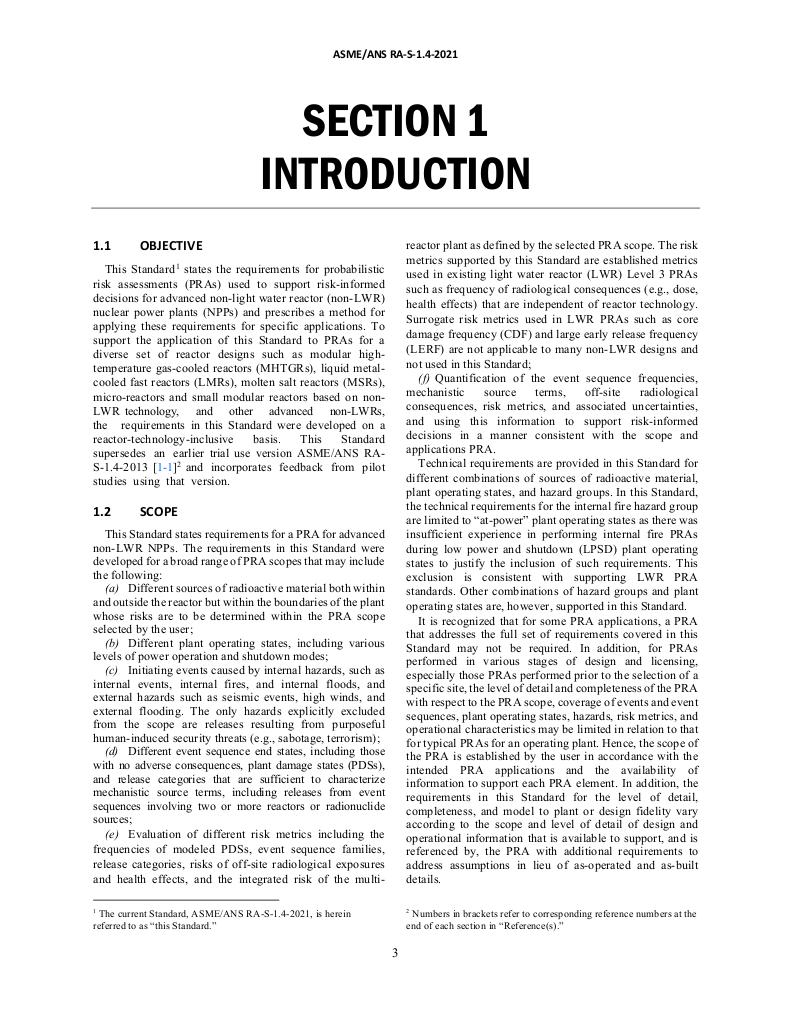 ASME/ANS RA-S-1.4-2021
SECTION 1
INTRODUCTION
1.1 OBJECTIVE
This Standard1 states the requirements for probabilistic
risk assessments (PRAs) used to support risk-informed
decisions for advanced non-light water reactor (non-LWR)
nuclear power plants (NPPs) and prescribes a method for
applying these requirements for specific applications. To
support the application of this Standard to PRAs for a
diverse set of reactor designs such as modular high-
temperature gas-cooled reactors (MHTGRs), liquid metal-
cooled fast reactors (LMRs), molten salt reactors (MSRs),
micro-reactors and small modular reactors based on non-
LWR technology, and other advanced non-LWRs,
the requirements in this Standard were developed on a
reactor-technology-inclusive basis. This Standard
supersedes an earlier trial use version ASME/ANS RA-
S-1.4-2013 [1-1]2 and incorporates feedback from pilot
studies using that version.
1.2 SCOPE
This Standard states requirements for a PRA for advanced
non-LWR NPPs. The requirements in this Standard were
developed for a broad range of PRA scopes that may include
the following:
(a) Different sources of radioactive material both within
and outside the reactor but within the boundaries of the plant
whose risks are to be determined within the PRA scope
selected by the user;
(b) Different plant operating states, including various
levels of power operation and shutdown modes;
(c) Initiating events caused by internal hazards, such as
internal events, internal fires, and internal floods, and
external hazards such as seismic events, high winds, and
external flooding. The only hazards explicitly excluded
from the scope are releases resulting from purposeful
human-induced security threats (e.g., sabotage, terrorism);
(d) Different event sequence end states, including those
with no adverse consequences, plant damage states (PDSs),
and release categories that are sufficient to characterize
mechanistic source terms, including releases from event
sequences involving two or more reactors or radionuclide
sources;
(e) Evaluation of different risk metrics including the
frequencies of modeled PDSs, event sequence families,
release categories, risks of off-site radiological exposures
and health effects, and the integrated risk of the multi-
reactor plant as defined by the selected PRA scope. The risk
metrics supported by this Standard are established metrics
used in existing light water reactor (LWR) Level 3 PRAs
such as frequency of radiological consequences (e.g., dose,
health effects) that are independent of reactor technology.
Surrogate risk metrics used in LWR PRAs such as core
damage frequency (CDF) and large early release frequency
(LERF) are not applicable to many non-LWR designs and
not used in this Standard;
(f) Quantification of the event sequence frequencies,
mechanistic source terms, off-site radiological
consequences, risk metrics, and associated uncertainties,
and using this information to support risk-informed
decisions in a manner consistent with the scope and
applications PRA.
Technical requirements are provided in this Standard for
different combinations of sources of radioactive material,
plant operating states, and hazard groups. In this Standard,
the technical requirements for the internal fire hazard group
are limited to “at-power” plant operating states as there was
insufficient experience in performing internal fire PRAs
during low power and shutdown (LPSD) plant operating
states to justify the inclusion of such requirements. This
exclusion is consistent with supporting LWR PRA
standards. Other combinations of hazard groups and plant
operating states are, however, supported in this Standard.
It is recognized that for some PRA applications, a PRA
that addresses the full set of requirements covered in this
Standard may not be required. In addition, for PRAs
performed in various stages of design and licensing,
especially those PRAs performed prior to the selection of a
specific site, the level of detail and completeness of the PRA
with respect to the PRA scope, coverage of events and event
sequences, plant operating states, hazards, risk metrics, and
operational characteristics may be limited in relation to that
for typical PRAs for an operating plant. Hence, the scope of
the PRA is established by the user in accordance with the
intended PRA applications and the availability of
information to support each PRA element. In addition, the
requirements in this Standard for the level of detail,
completeness, and model to plant or design fidelity vary
according to the scope and level of detail of design and
operational information that is available to support, and is
referenced by, the PRA with additional requirements to
address assumptions in lieu of as-operated and as-built
details.
1 The current Standard, ASME/ANS RA-S-1.4-2021, is herein
referred to as “this Standard.”
2 Numbers in brackets refer to corresponding reference numbers at the
end of each section in “Reference(s).”
3